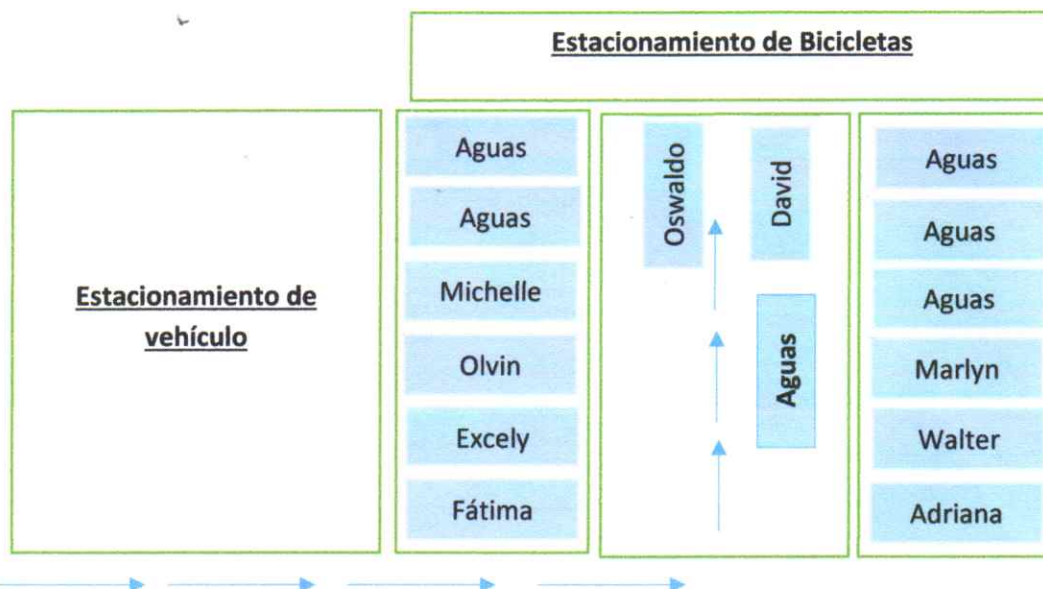 Estacionamiento de Bicicletas
Estacionamiento de
vehículo
Aguas
Aguas
Michelle
Olvin
Excely
Fátima
Oswaldo
David
Aguas
Aguas
Aguas
Aguas
Marlyn
Walter
Adriana